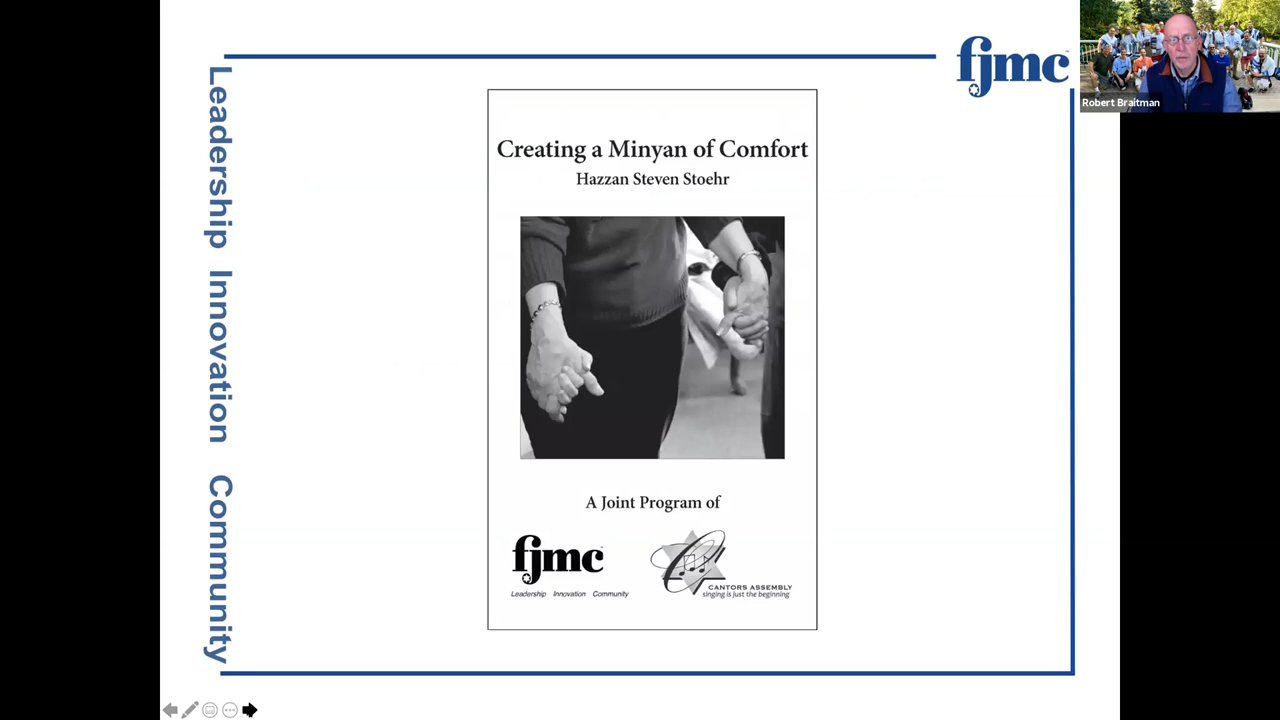 Leadership Innovation Community
fjmc
Robert Braitman
Creating a Minyan of Comfort
Hazzan Steven Stoehr
A Joint Program of
fjmc
Leadership Innovation Community
CANTORS ASSEMBLY
singing is just the beginning